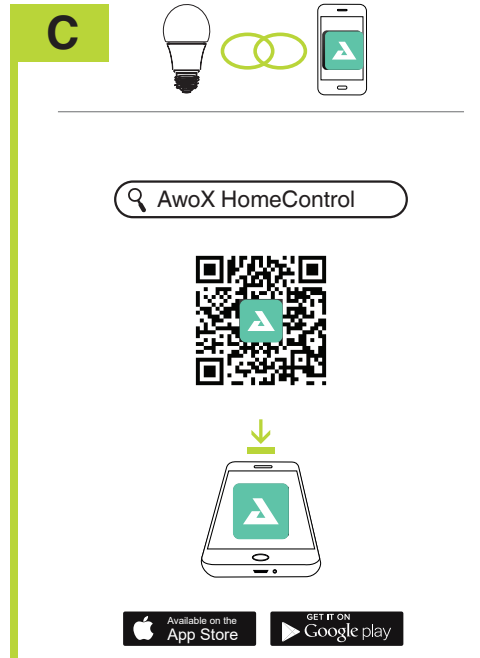 C
AwoX HomeControl
Available on the
App Store
GET IT ON
Google play